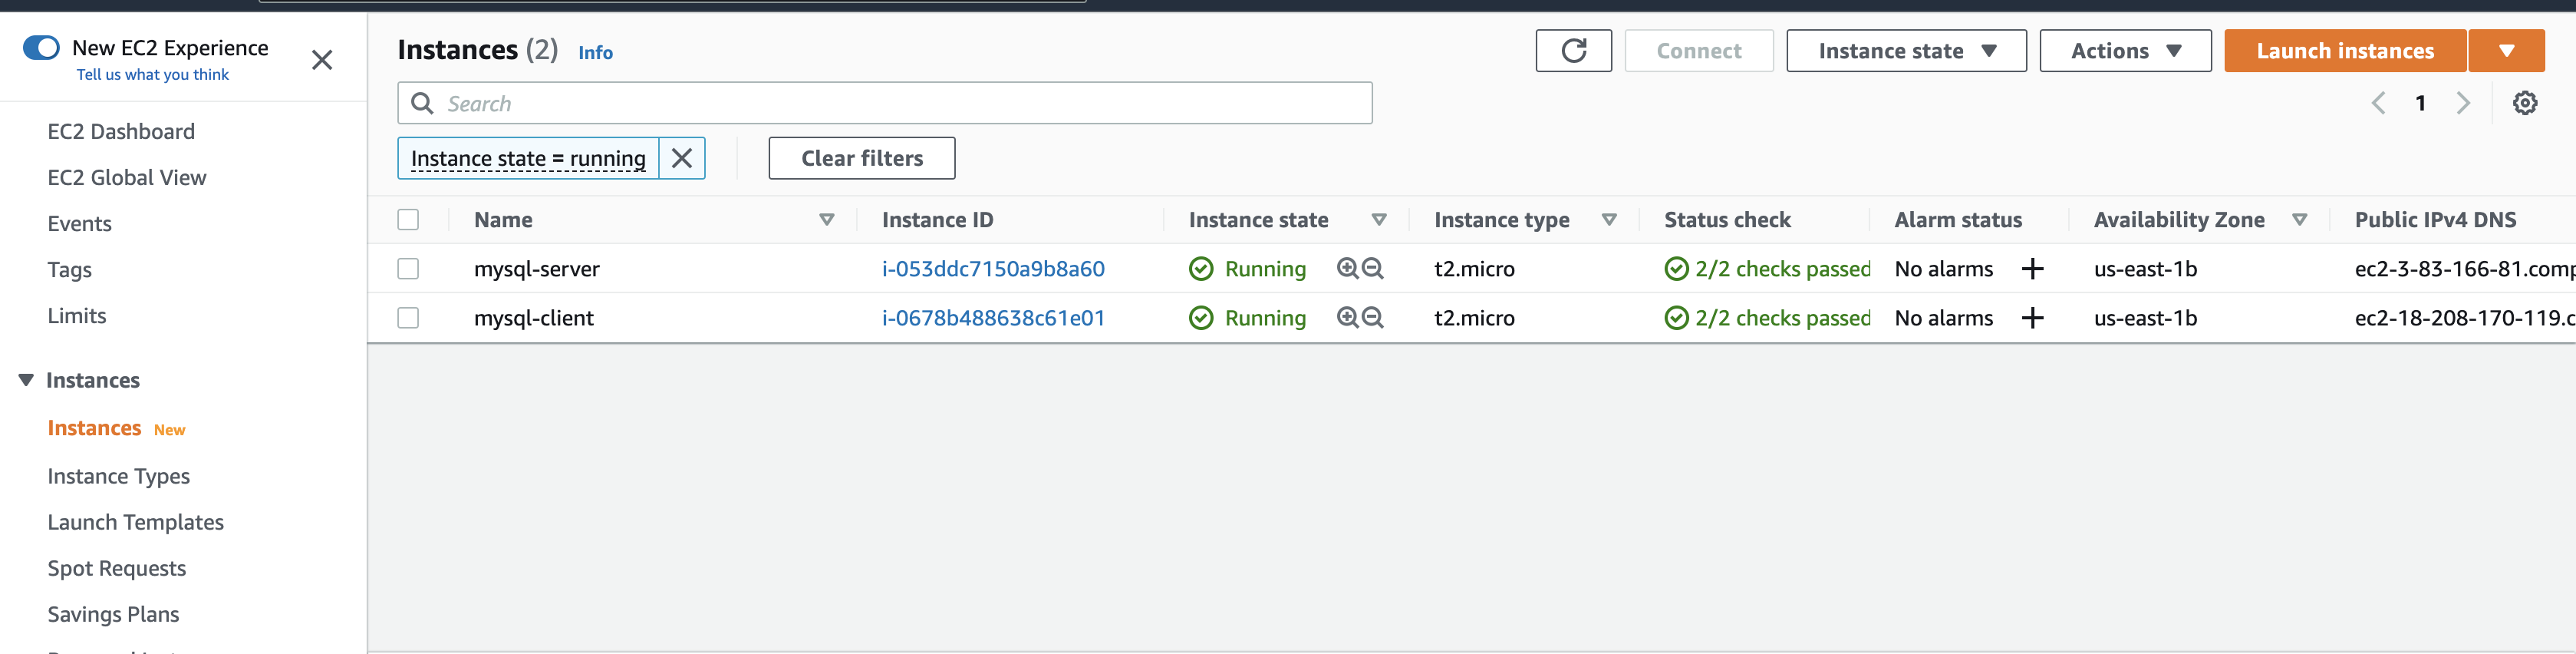 New EC2 Experience
Tell us what you think
EC2 Dashboard
EC2 Global View
Events
Tags
Limits
Instances
Instances New
Instance Types
Launch Templates
Spot Requests
Savings Plans
Instances (2) Info
Connect Instance state Actions Launch instances
Search
1
Instance state = running Clear filters
Name Instance ID Instance state Instance type Status check Alarm status Availability Zone Public IPv4 DNS
mysql-server i-053ddc7150a9b8a60 Running t2.micro 2/2 checks passed No alarms + us-east-1b ec2-3-83-166-81.comp
mysql-client i-0678b488638c61e01 Running t2.micro 2/2 checks passed No alarms + us-east-1b ec2-18-208-170-119.c